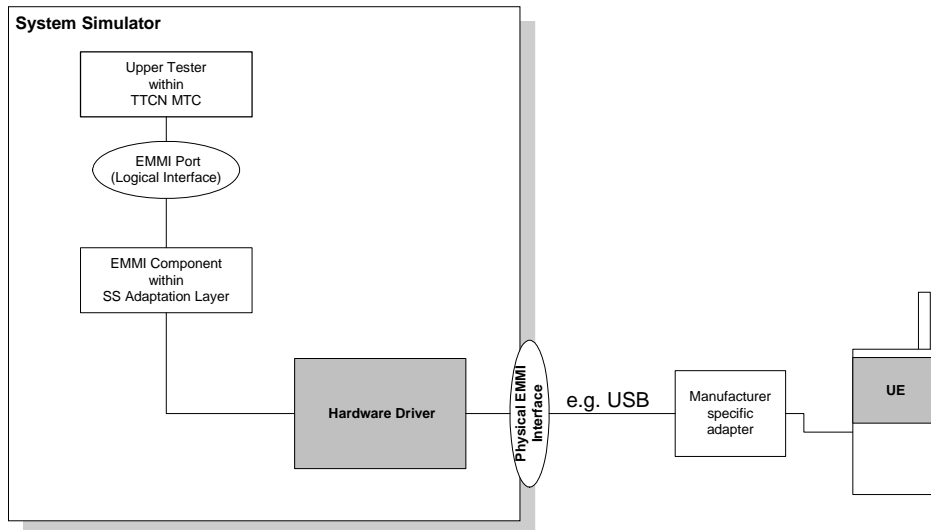 System Simulator
Upper Tester
within
TTCN MTC
EMMI Port
(Logical Interface)
EMMI Component
within
SS Adaptation Layer
Hardware Driver
Physical EMMI
Interface
e.g. USB
Manufacturer
specific
adapter
UE